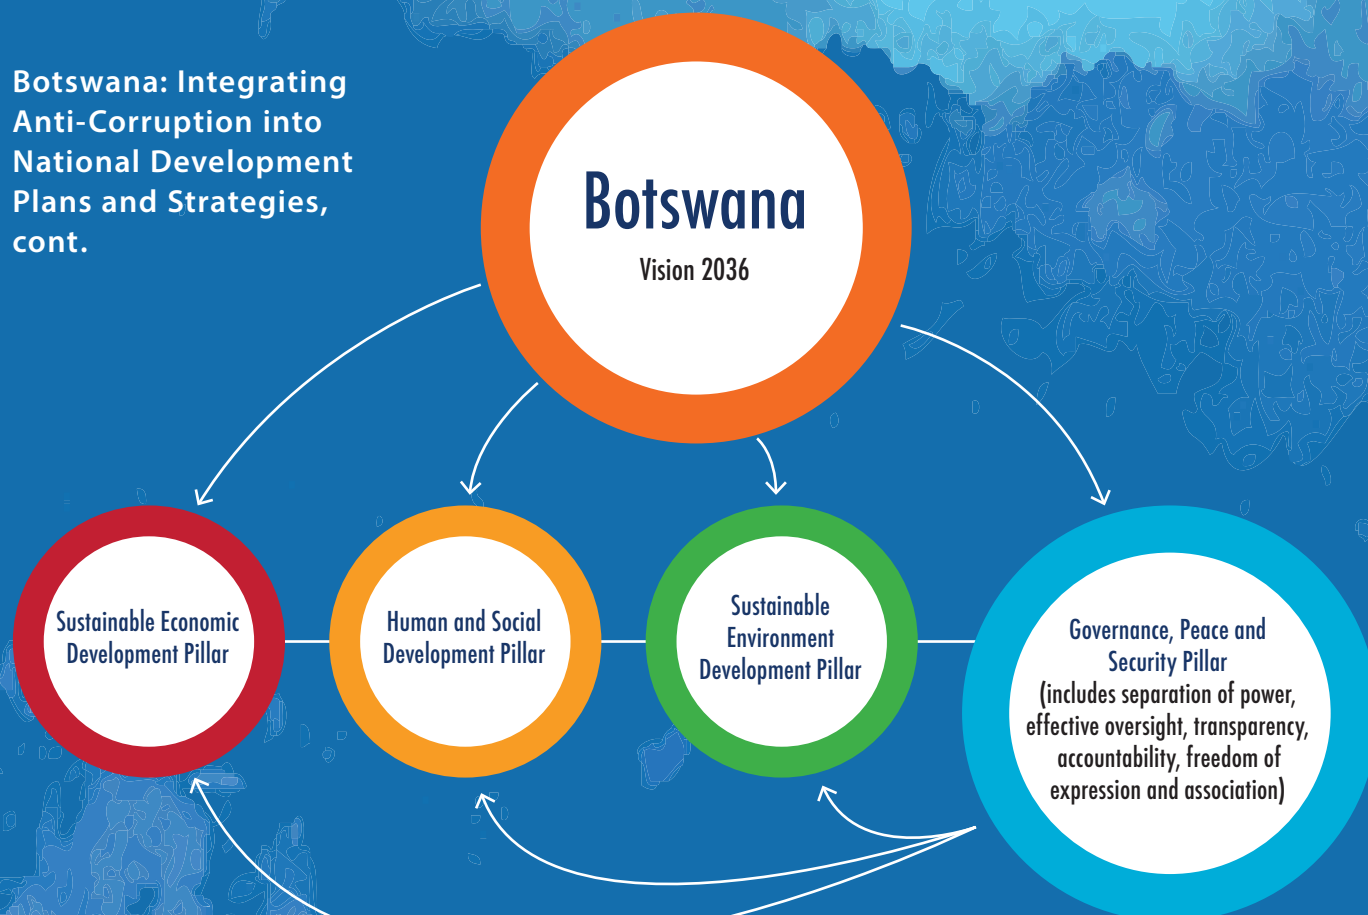 Botswana: Integrating
Anti-Corruption into
National Development
Plans and Strategies,
cont.
Botswana
Vision 2036
Sustainable Economic
Development Pillar
Human and Social
Development Pillar
Sustainable
Environment
Development Pillar
Governance, Peace and
Security Pillar
(includes separation of power,
effective oversight, transparency,
accountability, freedom of
expression and association)